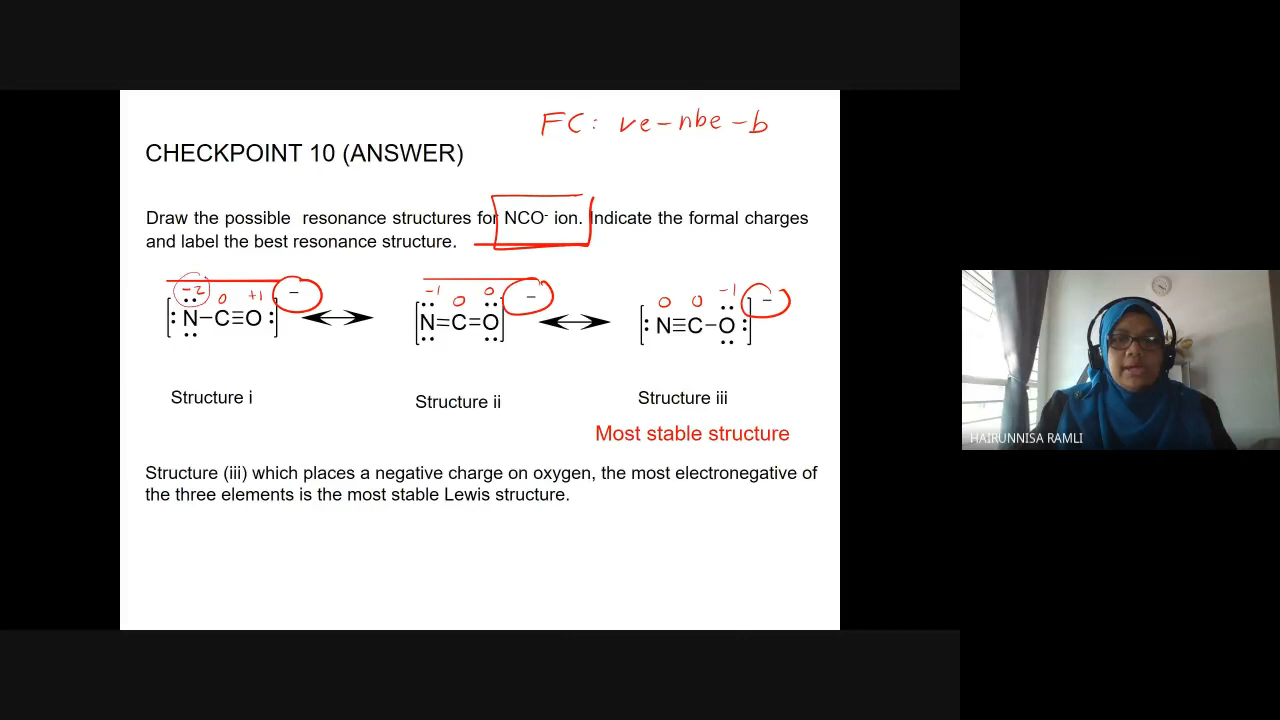 FC: ve-nbe-b
CHECKPOINT 10 (ANSWER)
Draw the possible resonance structures for NCO⁻ ion. Indicate the formal charges
and label the best resonance structure.
-2 0 +1 − -1 0 0 − 0 0 -1 −
[:N−C≡O:] [N=C=O] [:N≡C−O:]
Structure i Structure ii Structure iii
Most stable structure
Structure (iii) which places a negative charge on oxygen, the most electronegative of
the three elements is the most stable Lewis structure.
HAIRUNNISA RAMLI